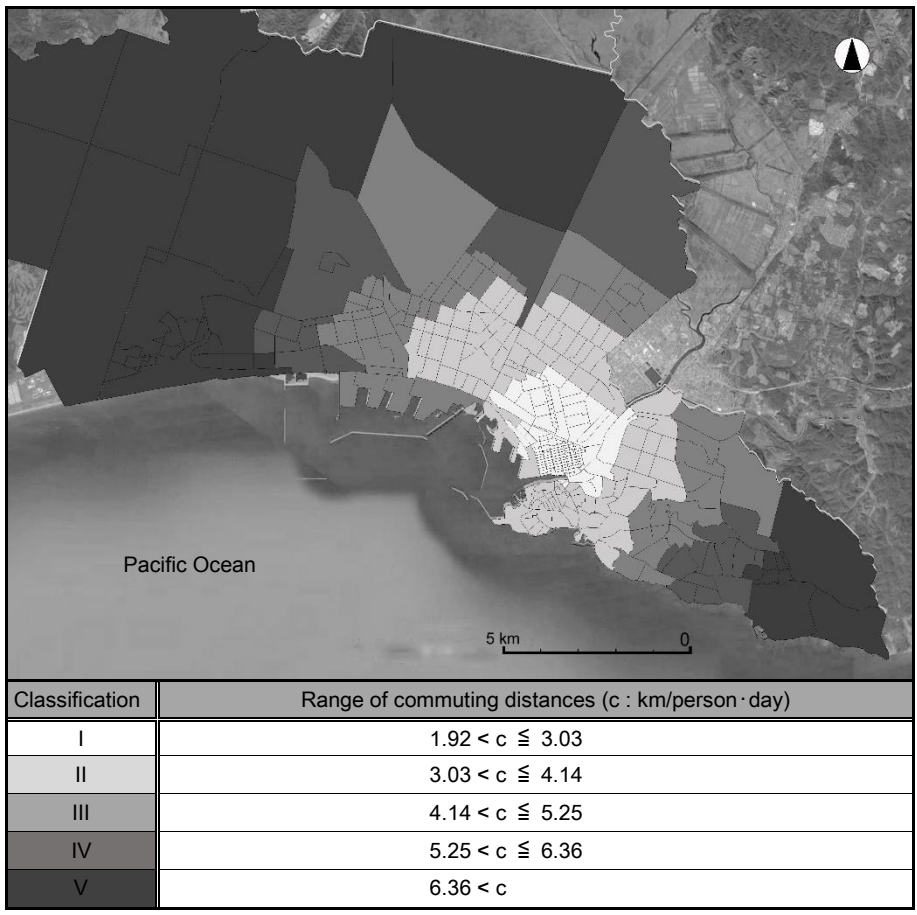 Pacific Ocean
5 km 0
Classification Range of commuting distances (c : km/person･day)
I 1.92 < c ≦ 3.03
II 3.03 < c ≦ 4.14
III 4.14 < c ≦ 5.25
IV 5.25 < c ≦ 6.36
V 6.36 < c